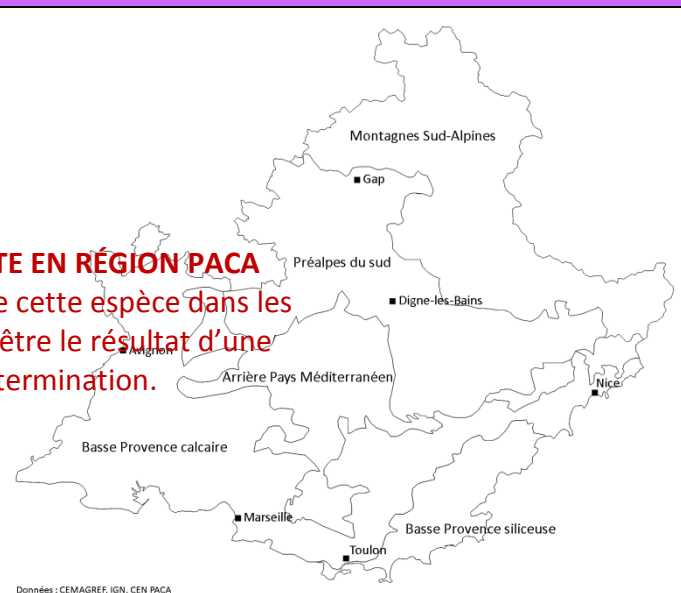 Montagnes Sud-Alpines
Gap
TE EN RÉGION PACA
Préalpes du sud
e cette espèce dans les
Digne-les-Bains
être le résultat d'une
Avignon
termination.
Arrière Pays Méditerranéen
Nice
Basse Provence calcaire
Marseille
Basse Provence siliceuse
Toulon
Données : CEMAGREF, IGN, CEN PACA